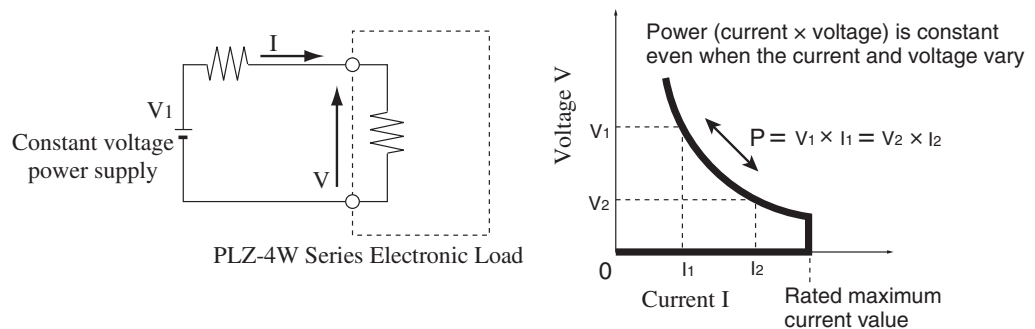 I
V1
Constant voltage
power supply
V
PLZ-4W Series Electronic Load
Power (current × voltage) is constant
even when the current and voltage vary
Voltage V
V1
P = V1 × I1 = V2 × I2
V2
0
I1
I2
Current I
Rated maximum
current value